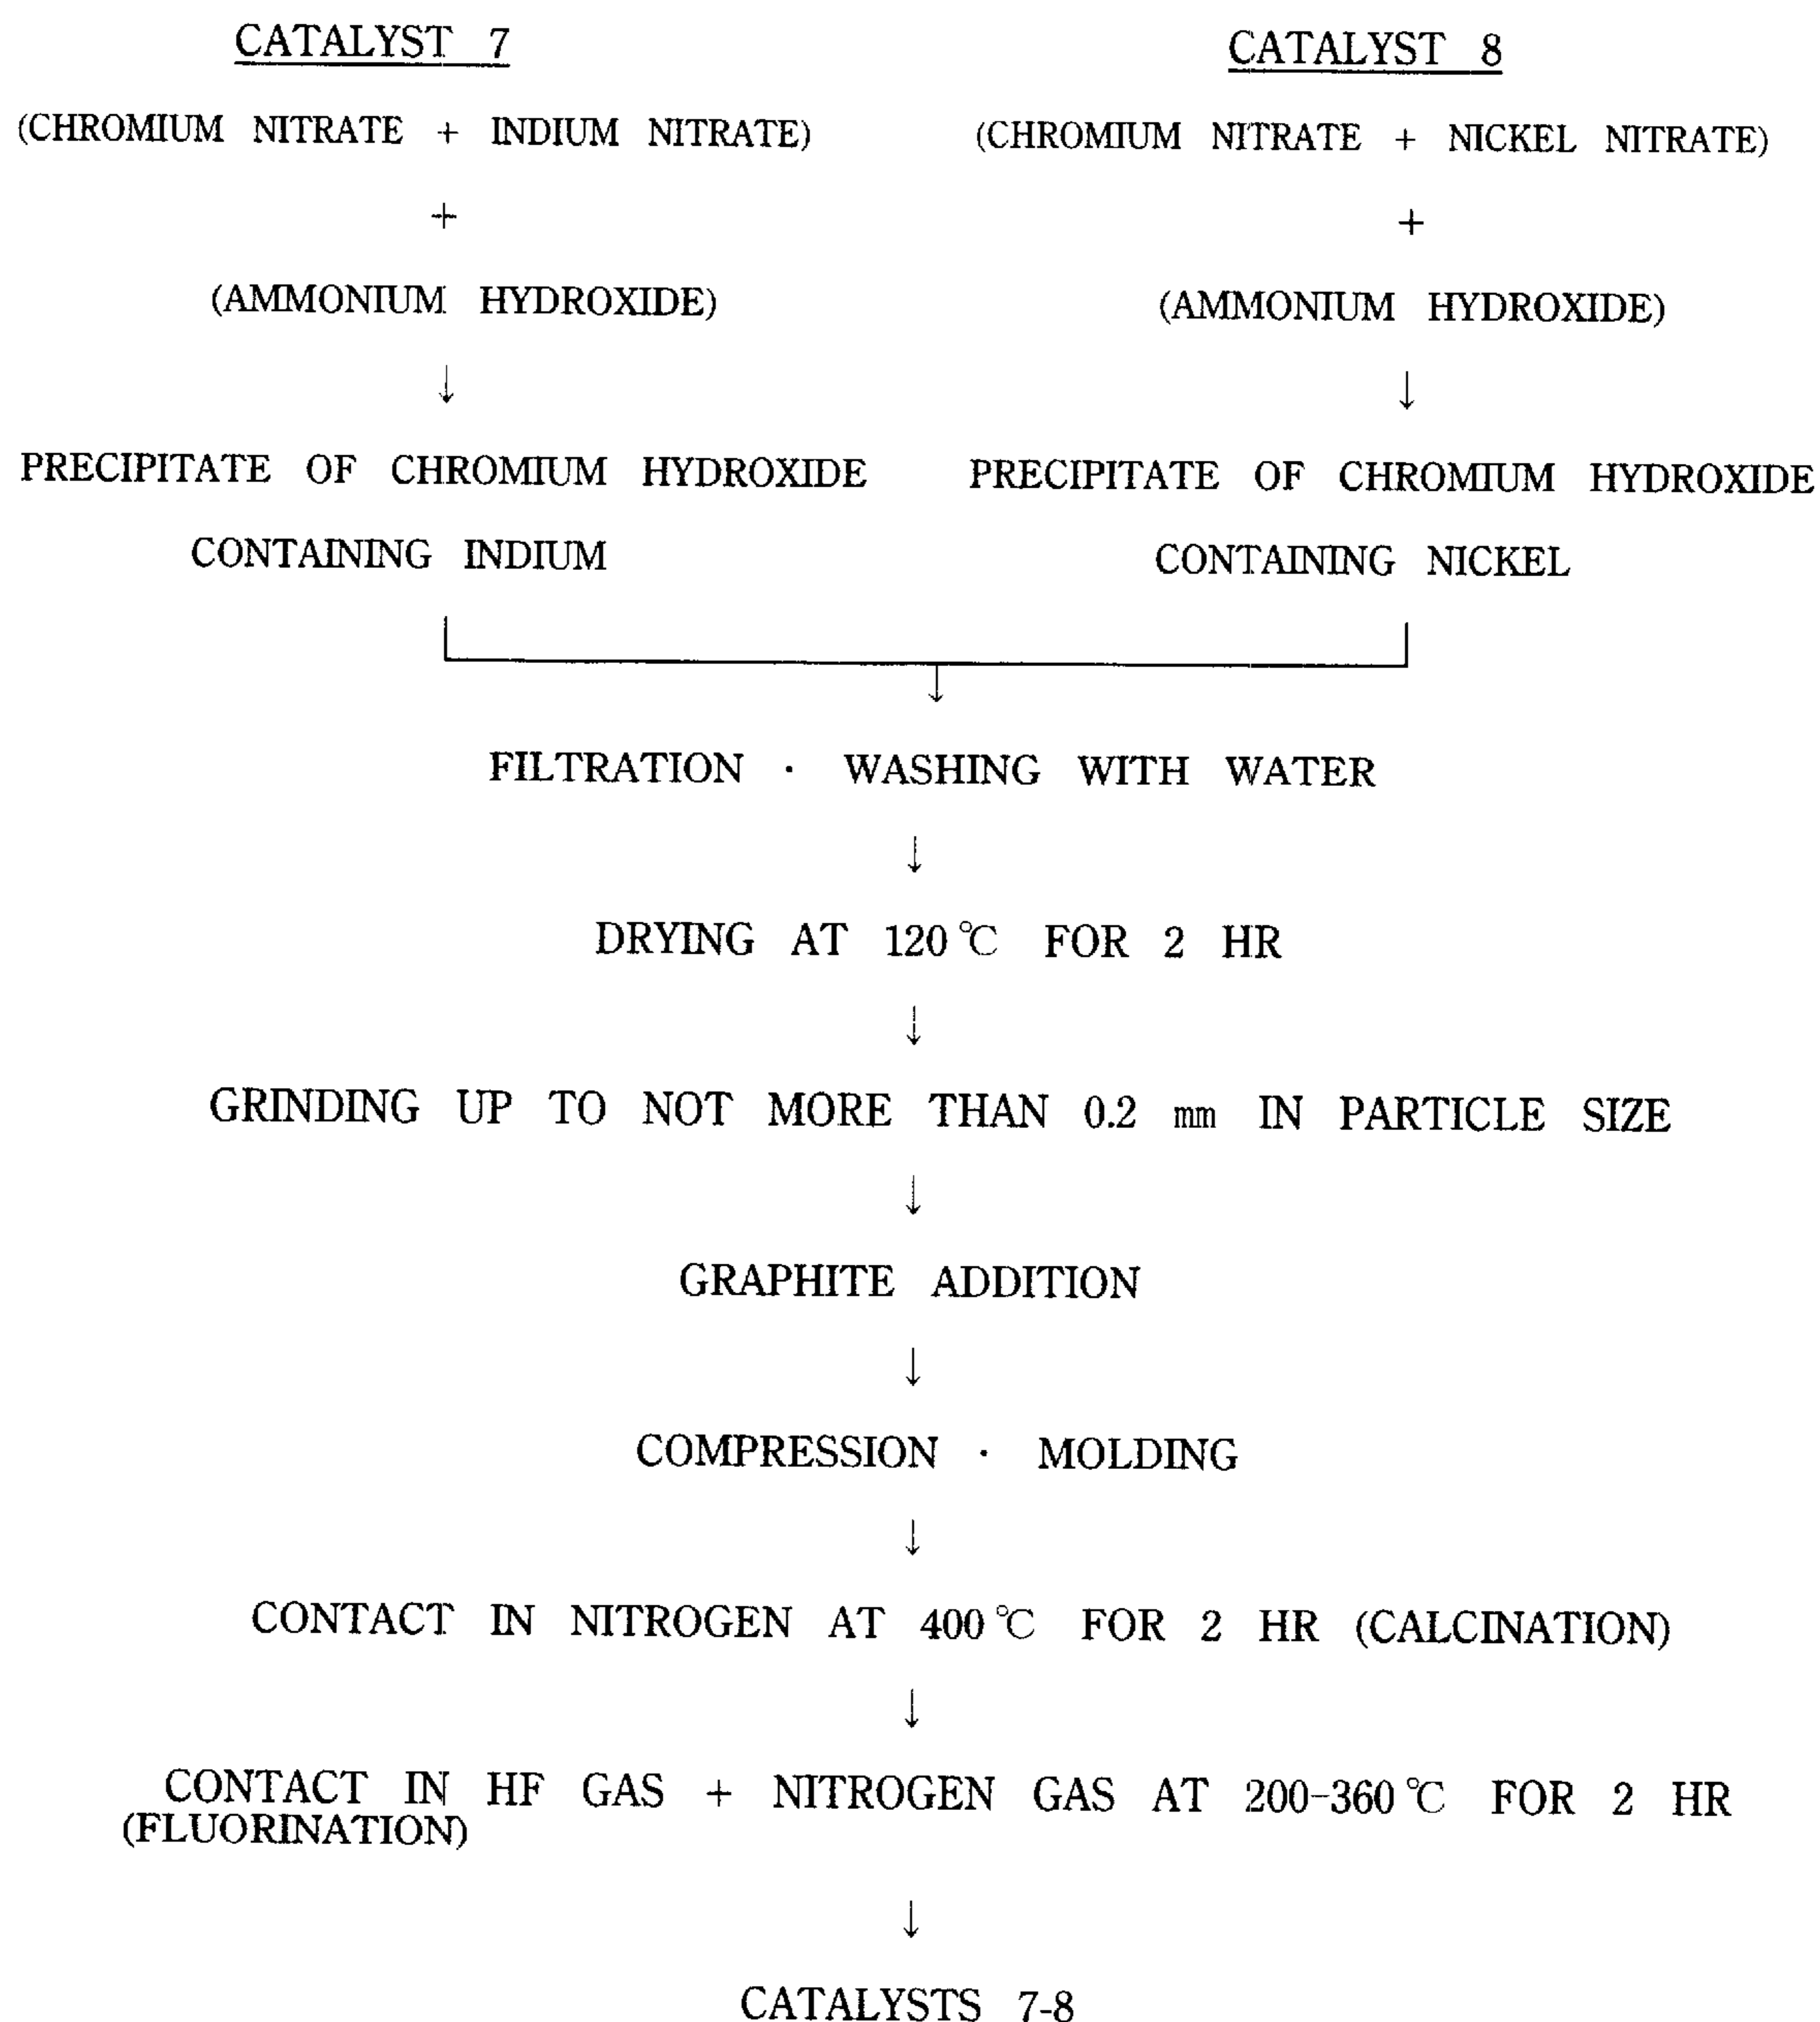 CATALYST 7
(CHROMIUM NITRATE + INDIUM NITRATE)
+
(AMMONIUM HYDROXIDE)
↓
PRECIPITATE OF CHROMIUM HYDROXIDE
CONTAINING INDIUM
CATALYST 8
(CHROMIUM NITRATE + NICKEL NITRATE)
+
(AMMONIUM HYDROXIDE)
↓
PRECIPITATE OF CHROMIUM HYDROXIDE
CONTAINING NICKEL
↓
FILTRATION · WASHING WITH WATER
↓
DRYING AT 120℃ FOR 2 HR
↓
GRINDING UP TO NOT MORE THAN 0.2 mm IN PARTICLE SIZE
↓
GRAPHITE ADDITION
↓
COMPRESSION · MOLDING
↓
CONTACT IN NITROGEN AT 400℃ FOR 2 HR (CALCINATION)
↓
CONTACT IN HF GAS + NITROGEN GAS AT 200-360℃ FOR 2 HR
(FLUORINATION)
↓
CATALYSTS 7-8